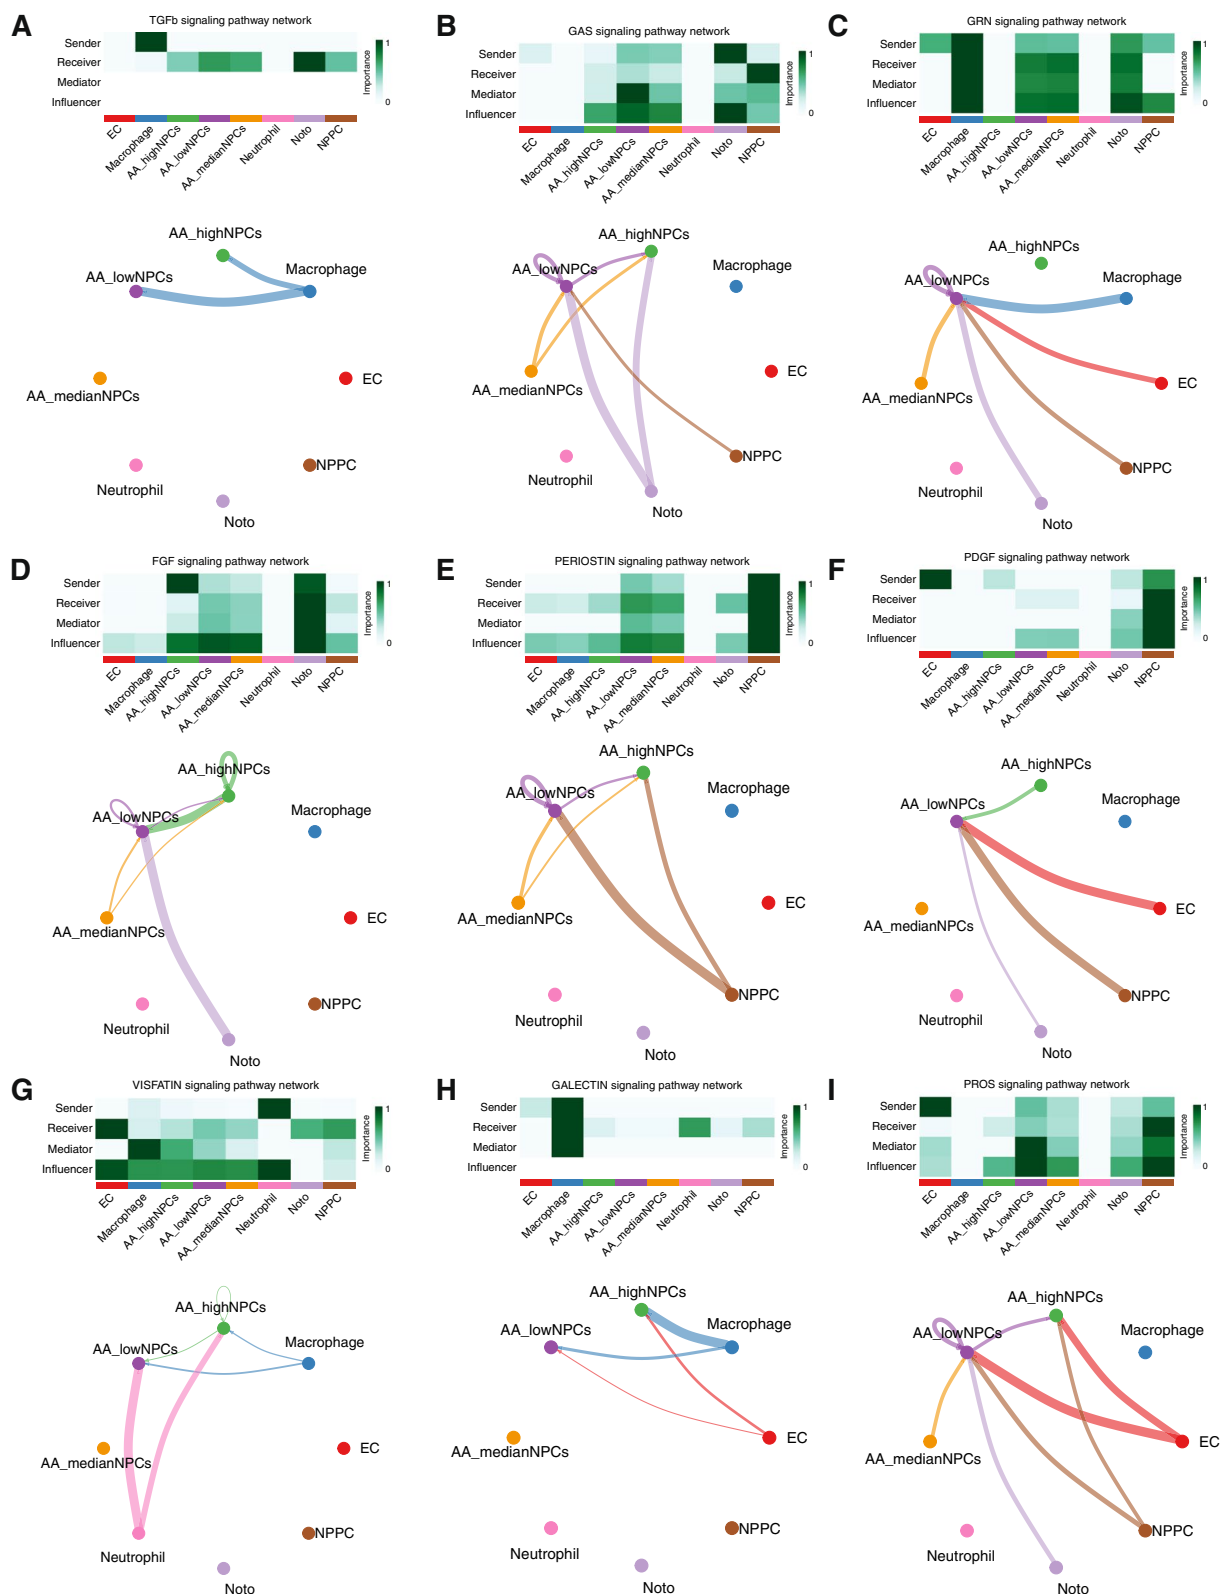 A
TGFb signaling pathway network
Sender
Receiver
Mediator
Influencer
Importance
1
0
EC
Macrophage
AA_highNPCs
AA_lowNPCs
AA_medianNPCs
Neutrophil
Noto
NPPC
AA_highNPCs
AA_lowNPCs
Macrophage
AA_medianNPCs
EC
Neutrophil
NPPC
Noto
B
GAS signaling pathway network
Sender
Receiver
Mediator
Influencer
Importance
1
0
EC
Macrophage
AA_highNPCs
AA_lowNPCs
AA_medianNPCs
Neutrophil
Noto
NPPC
AA_highNPCs
AA_lowNPCs
Macrophage
AA_medianNPCs
EC
Neutrophil
NPPC
Noto
C
GRN signaling pathway network
Sender
Receiver
Mediator
Influencer
Importance
1
0
EC
Macrophage
AA_highNPCs
AA_lowNPCs
AA_medianNPCs
Neutrophil
Noto
NPPC
AA_highNPCs
AA_lowNPCs
Macrophage
AA_medianNPCs
EC
Neutrophil
NPPC
Noto
D
FGF signaling pathway network
Sender
Receiver
Mediator
Influencer
Importance
1
0
EC
Macrophage
AA_highNPCs
AA_lowNPCs
AA_medianNPCs
Neutrophil
Noto
NPPC
AA_highNPCs
AA_lowNPCs
Macrophage
AA_medianNPCs
EC
Neutrophil
NPPC
Noto
E
PERIOSTIN signaling pathway network
Sender
Receiver
Mediator
Influencer
Importance
1
0
EC
Macrophage
AA_highNPCs
AA_lowNPCs
AA_medianNPCs
Neutrophil
Noto
NPPC
AA_highNPCs
AA_lowNPCs
Macrophage
AA_medianNPCs
EC
Neutrophil
NPPC
Noto
F
PDGF signaling pathway network
Sender
Receiver
Mediator
Influencer
Importance
1
0
EC
Macrophage
AA_highNPCs
AA_lowNPCs
AA_medianNPCs
Neutrophil
Noto
NPPC
AA_highNPCs
AA_lowNPCs
Macrophage
AA_medianNPCs
EC
Neutrophil
NPPC
Noto
G
VISFATIN signaling pathway network
Sender
Receiver
Mediator
Influencer
Importance
1
0
EC
Macrophage
AA_highNPCs
AA_lowNPCs
AA_medianNPCs
Neutrophil
Noto
NPPC
AA_highNPCs
AA_lowNPCs
Macrophage
AA_medianNPCs
EC
Neutrophil
NPPC
Noto
H
GALECTIN signaling pathway network
Sender
Receiver
Mediator
Influencer
Importance
1
0
EC
Macrophage
AA_highNPCs
AA_lowNPCs
AA_medianNPCs
Neutrophil
Noto
NPPC
AA_highNPCs
AA_lowNPCs
Macrophage
AA_medianNPCs
EC
Neutrophil
NPPC
Noto
I
PROS signaling pathway network
Sender
Receiver
Mediator
Influencer
Importance
1
0
EC
Macrophage
AA_highNPCs
AA_lowNPCs
AA_medianNPCs
Neutrophil
Noto
NPPC
AA_highNPCs
AA_lowNPCs
Macrophage
AA_medianNPCs
EC
Neutrophil
NPPC
Noto